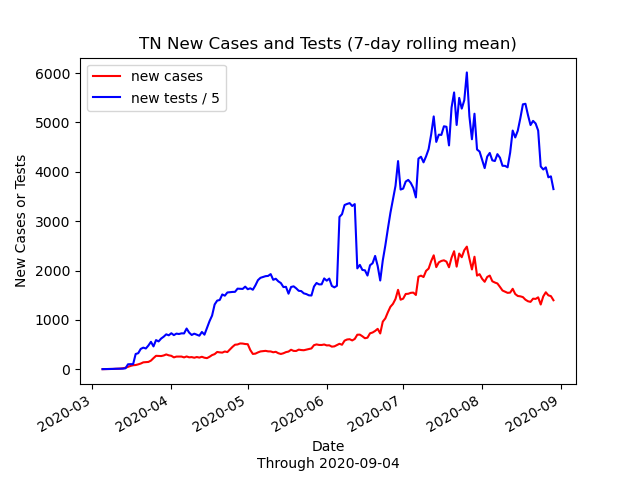 TN New Cases and Tests (7-day rolling mean)
new cases
new tests / 5
New Cases or Tests
6000
5000
4000
3000
2000
1000
0
2020-03
2020-04
2020-05
2020-06
2020-07
2020-08
2020-09
Date
Through 2020-09-04